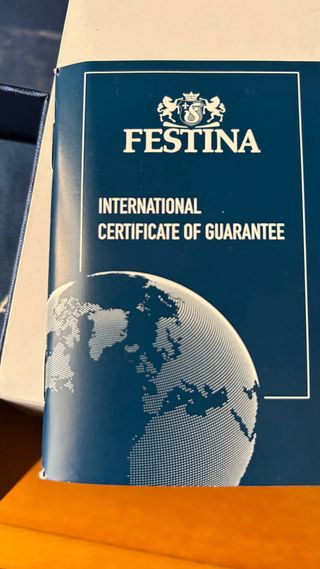 FESTINA
INTERNATIONAL
CERTIFICATE OF GUARANTEE